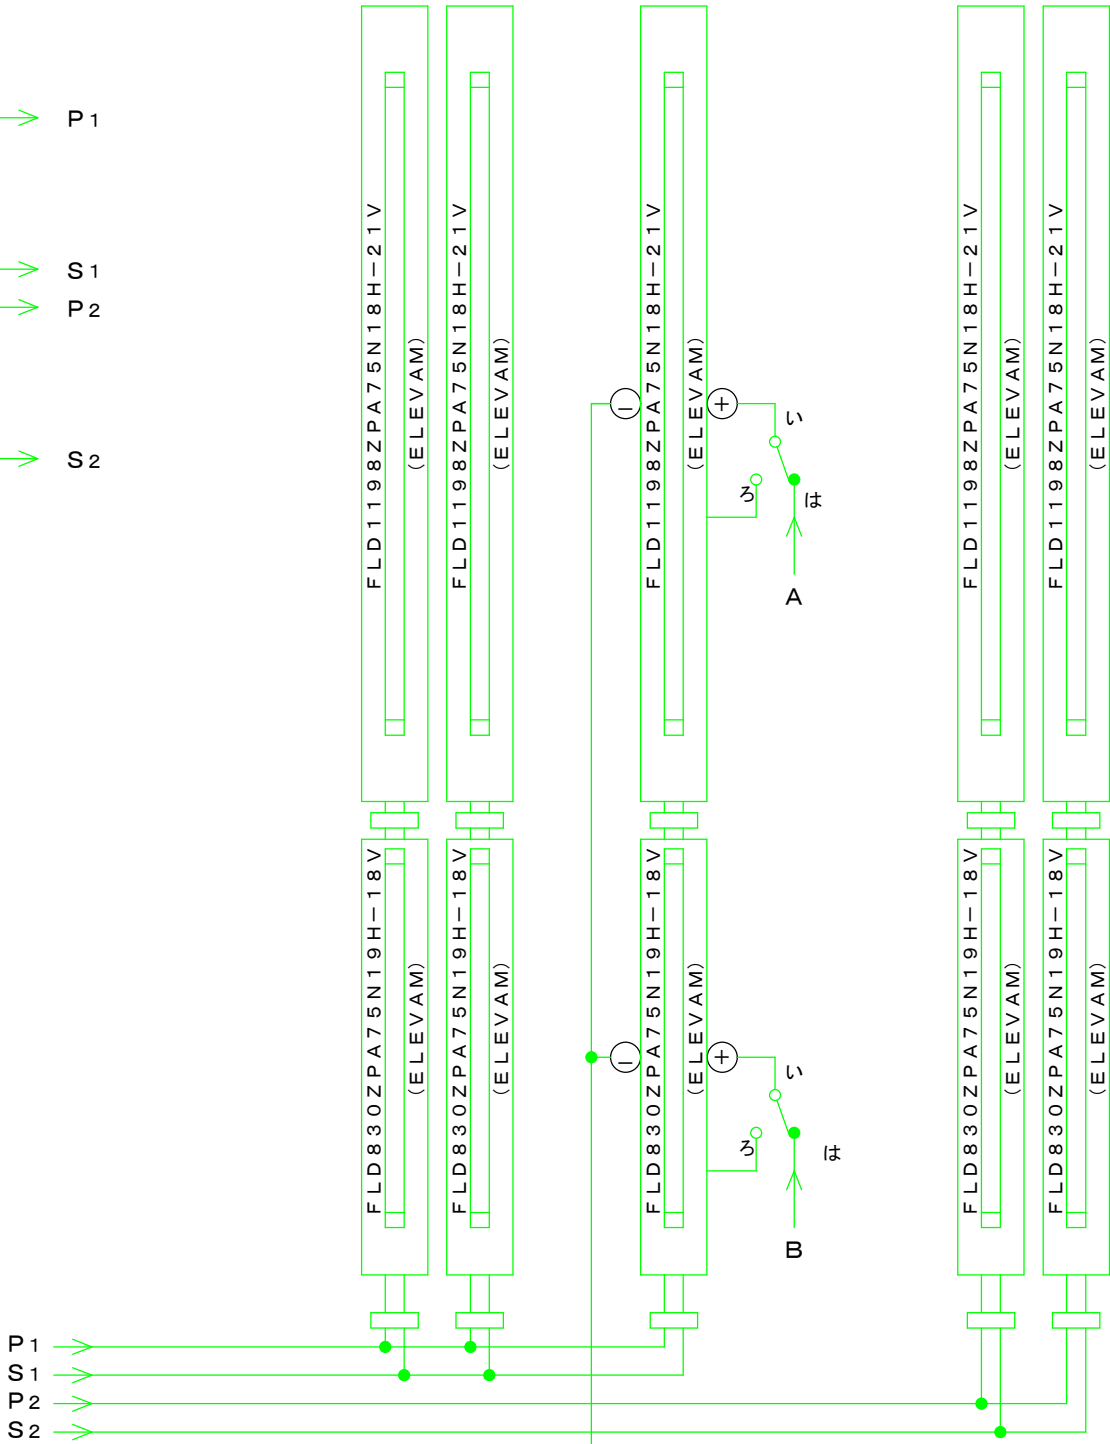 P1
S1
P2
S2
FLD1198ZPA75N18H-21V
(ELEVAM)
FLD1198ZPA75N18H-21V
(ELEVAM)
FLD1198ZPA75N18H-21V
(ELEVAM)
FLD1198ZPA75N18H-21V
(ELEVAM)
FLD1198ZPA75N18H-21V
(ELEVAM)
−
+
い
ろ
は
A
FLD830ZPA75N19H-18V
(ELEVAM)
FLD830ZPA75N19H-18V
(ELEVAM)
FLD830ZPA75N19H-18V
(ELEVAM)
FLD830ZPA75N19H-18V
(ELEVAM)
FLD830ZPA75N19H-18V
(ELEVAM)
−
+
い
ろ
は
B
P1
S1
P2
S2